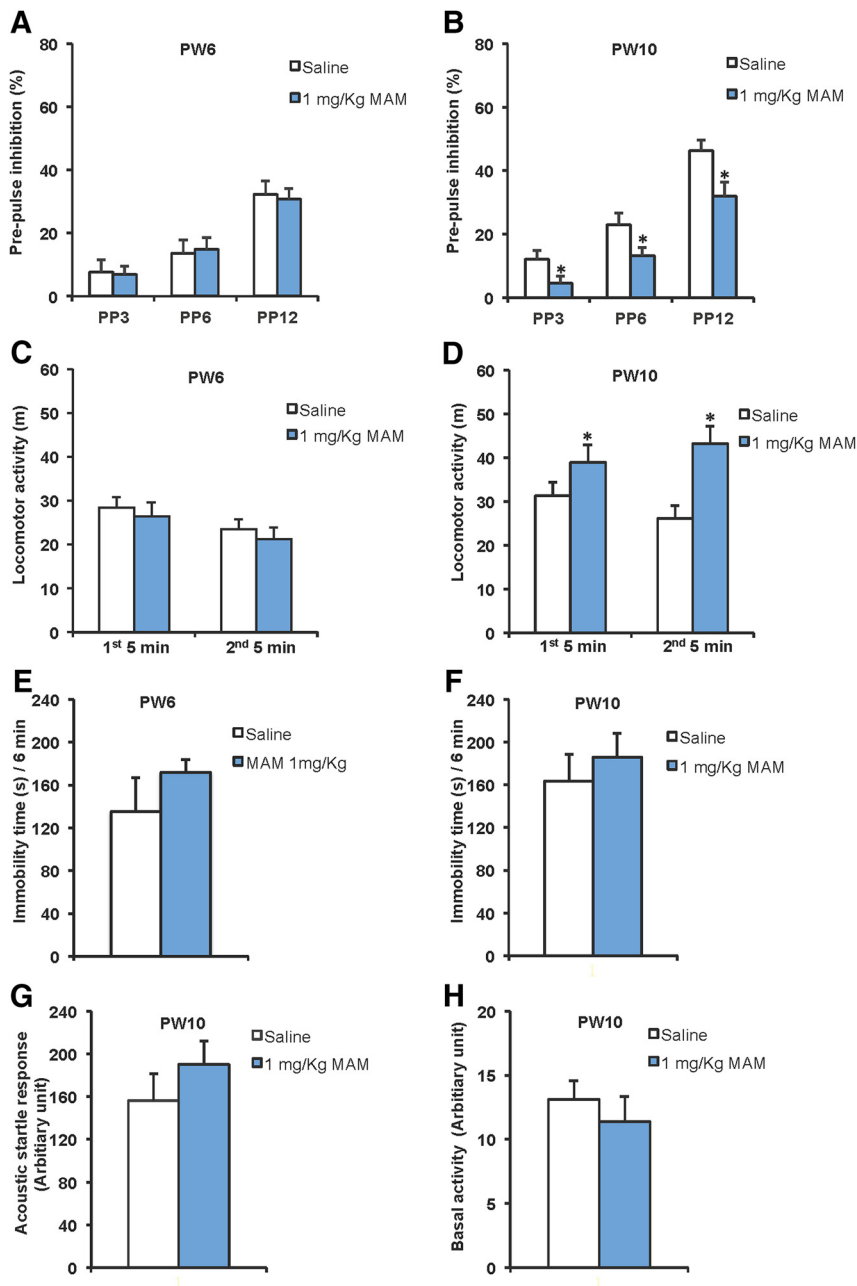 A
PW6
Pre-pulse inhibition (%)
80
60
40
20
0
Saline
1 mg/Kg MAM
PP3 PP6 PP12
B
PW10
Pre-pulse inhibition (%)
80
60
40
20
0
Saline
1 mg/Kg MAM
* * *
PP3 PP6 PP12
C
PW6
Locomotor activity (m)
60
50
40
30
20
10
0
Saline
1 mg/Kg MAM
1st 5 min 2nd 5 min
D
PW10
Locomotor activity (m)
60
50
40
30
20
10
0
Saline
1 mg/Kg MAM
* *
1st 5 min 2nd 5 min
E
PW6
Immobility time (s) / 6 min
240
200
160
120
80
40
0
Saline
MAM 1mg/Kg
F
PW10
Immobility time (s) / 6 min
240
200
160
120
80
40
0
Saline
1 mg/Kg MAM
G
PW10
Acoustic startle response
(Arbitiary unit)
240
200
160
120
80
40
0
Saline
1 mg/Kg MAM
H
PW10
Basal activity (Arbitiary unit)
20
15
10
5
0
Saline
1 mg/Kg MAM